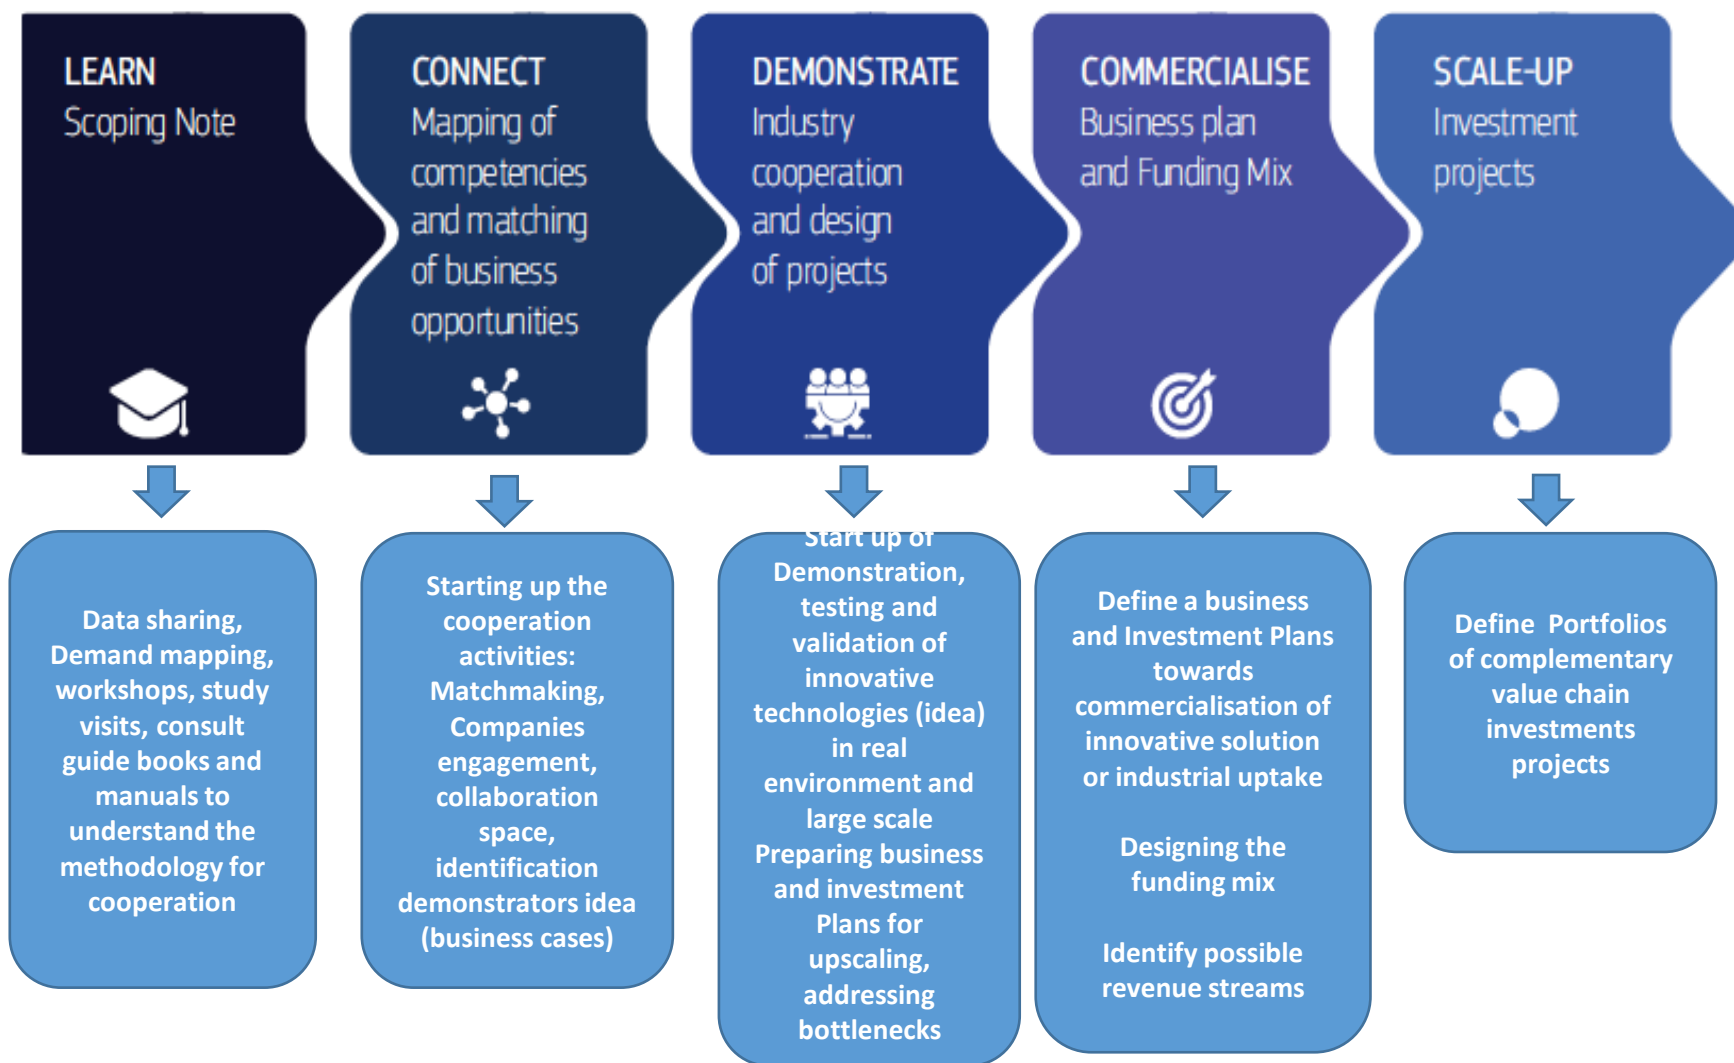 LEARN
Scoping Note
CONNECT
Mapping of
competencies
and matching
of business
opportunities
DEMONSTRATE
Industry
cooperation
and design
of projects
COMMERCIALISE
Business plan
and Funding Mix
SCALE-UP
Investment
projects
Data sharing,
Demand mapping,
workshops, study
visits, consult
guide books and
manuals to
understand the
methodology for
cooperation
Starting up the
cooperation
activities:
Matchmaking,
Companies
engagement,
collaboration
space,
identification
demonstrators idea
(business cases)
Start up of
Demonstration,
testing and
validation of
innovative
technologies (idea)
in real
environment and
large scale
Preparing business
and investment
Plans for
upscaling,
addressing
bottlenecks
Define a business
and Investment Plans
towards
commercialisation of
innovative solution
or industrial uptake
Designing the
funding mix
Identify possible
revenue streams
Define  Portfolios
of complementary
value chain
investments
projects